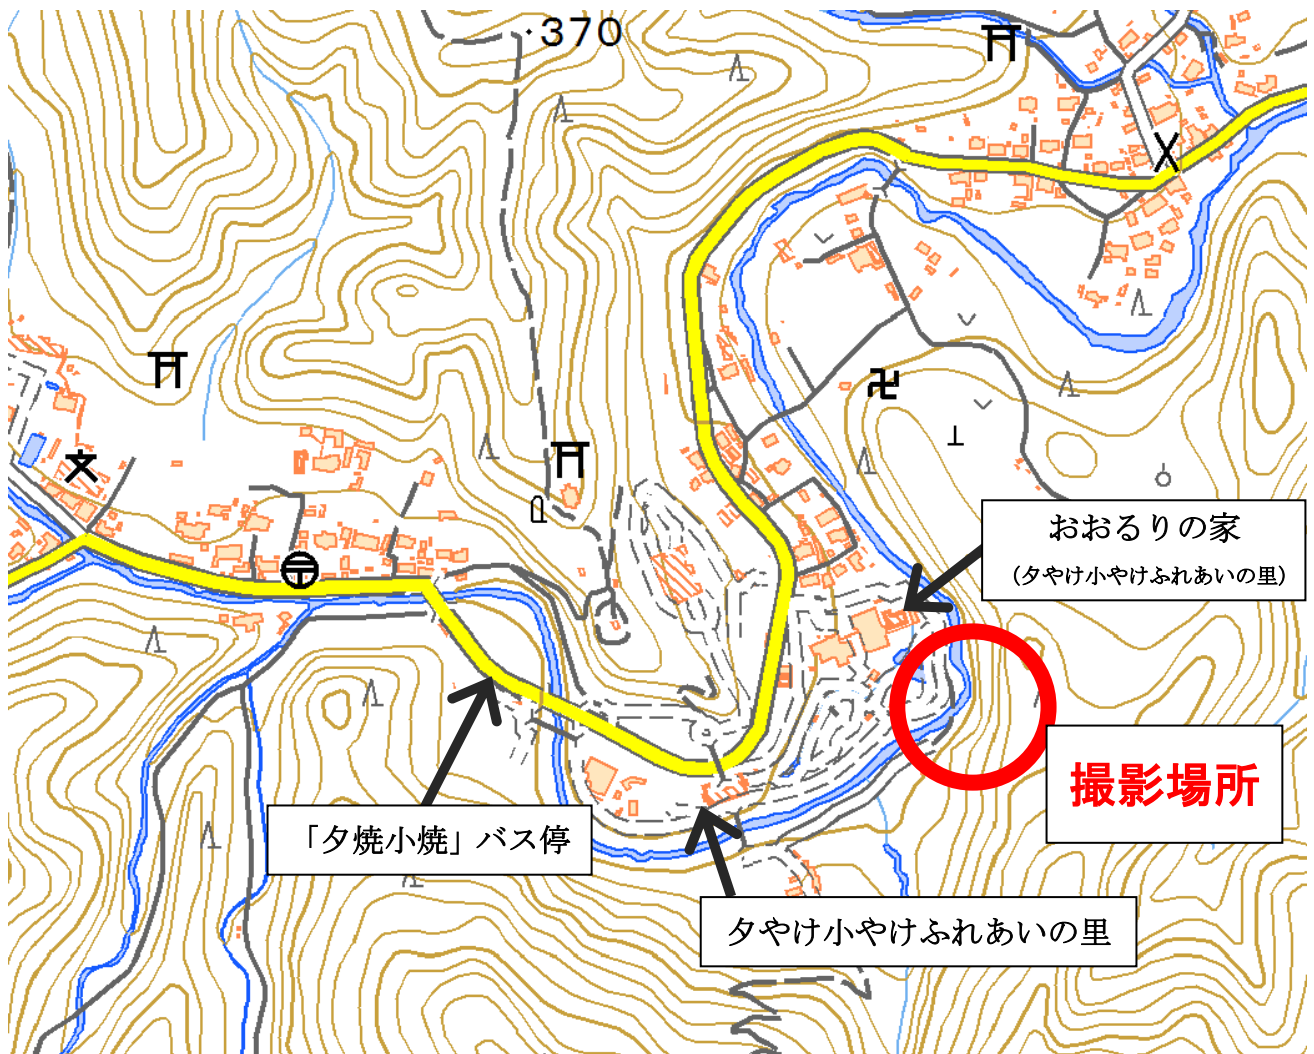 ・370
おおるりの家
(夕やけ小やけふれあいの里)
撮影場所
「夕焼小焼」バス停
夕やけ小やけふれあいの里